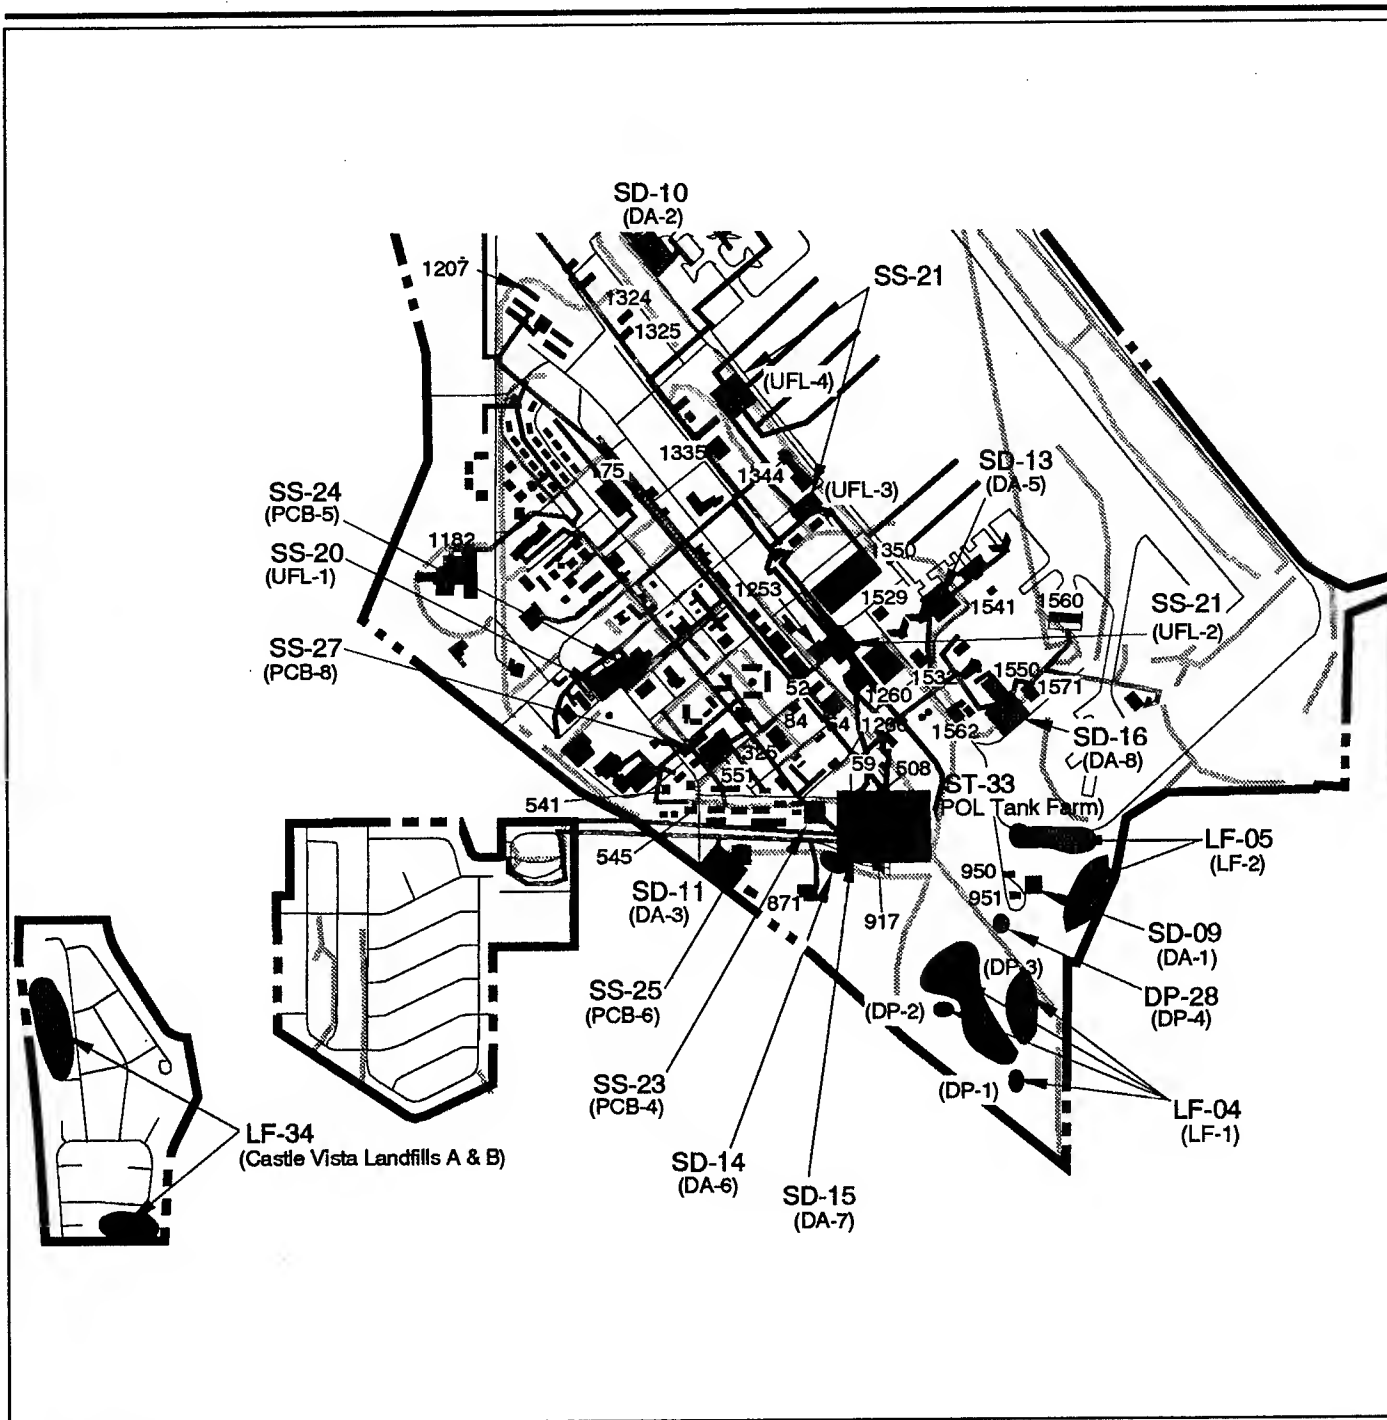 SD-10
(DA-2)
1207
SS-21
1324
1325
(UFL-4)
1335
1344
SD-13
(DA-5)
75
(UFL-3)
SS-24
(PCB-5)
1182
SS-20
(UFL-1)
1350
1253
1529
1541
1560
SS-21
(UFL-2)
SS-27
(PCB-8)
1532
1550
1571
52
1260
84
54
1562
SD-16
(DA-8)
325
59
508
551
ST-33
(POL Tank Farm)
541
545
LF-05
(LF-2)
950
951
SD-11
(DA-3)
871
917
SD-09
(DA-1)
(DP-3)
SS-25
(PCB-6)
DP-28
(DP-4)
(DP-2)
SS-23
(PCB-4)
(DP-1)
LF-04
(LF-1)
LF-34
(Castle Vista Landfills A & B)
SD-14
(DA-6)
SD-15
(DA-7)